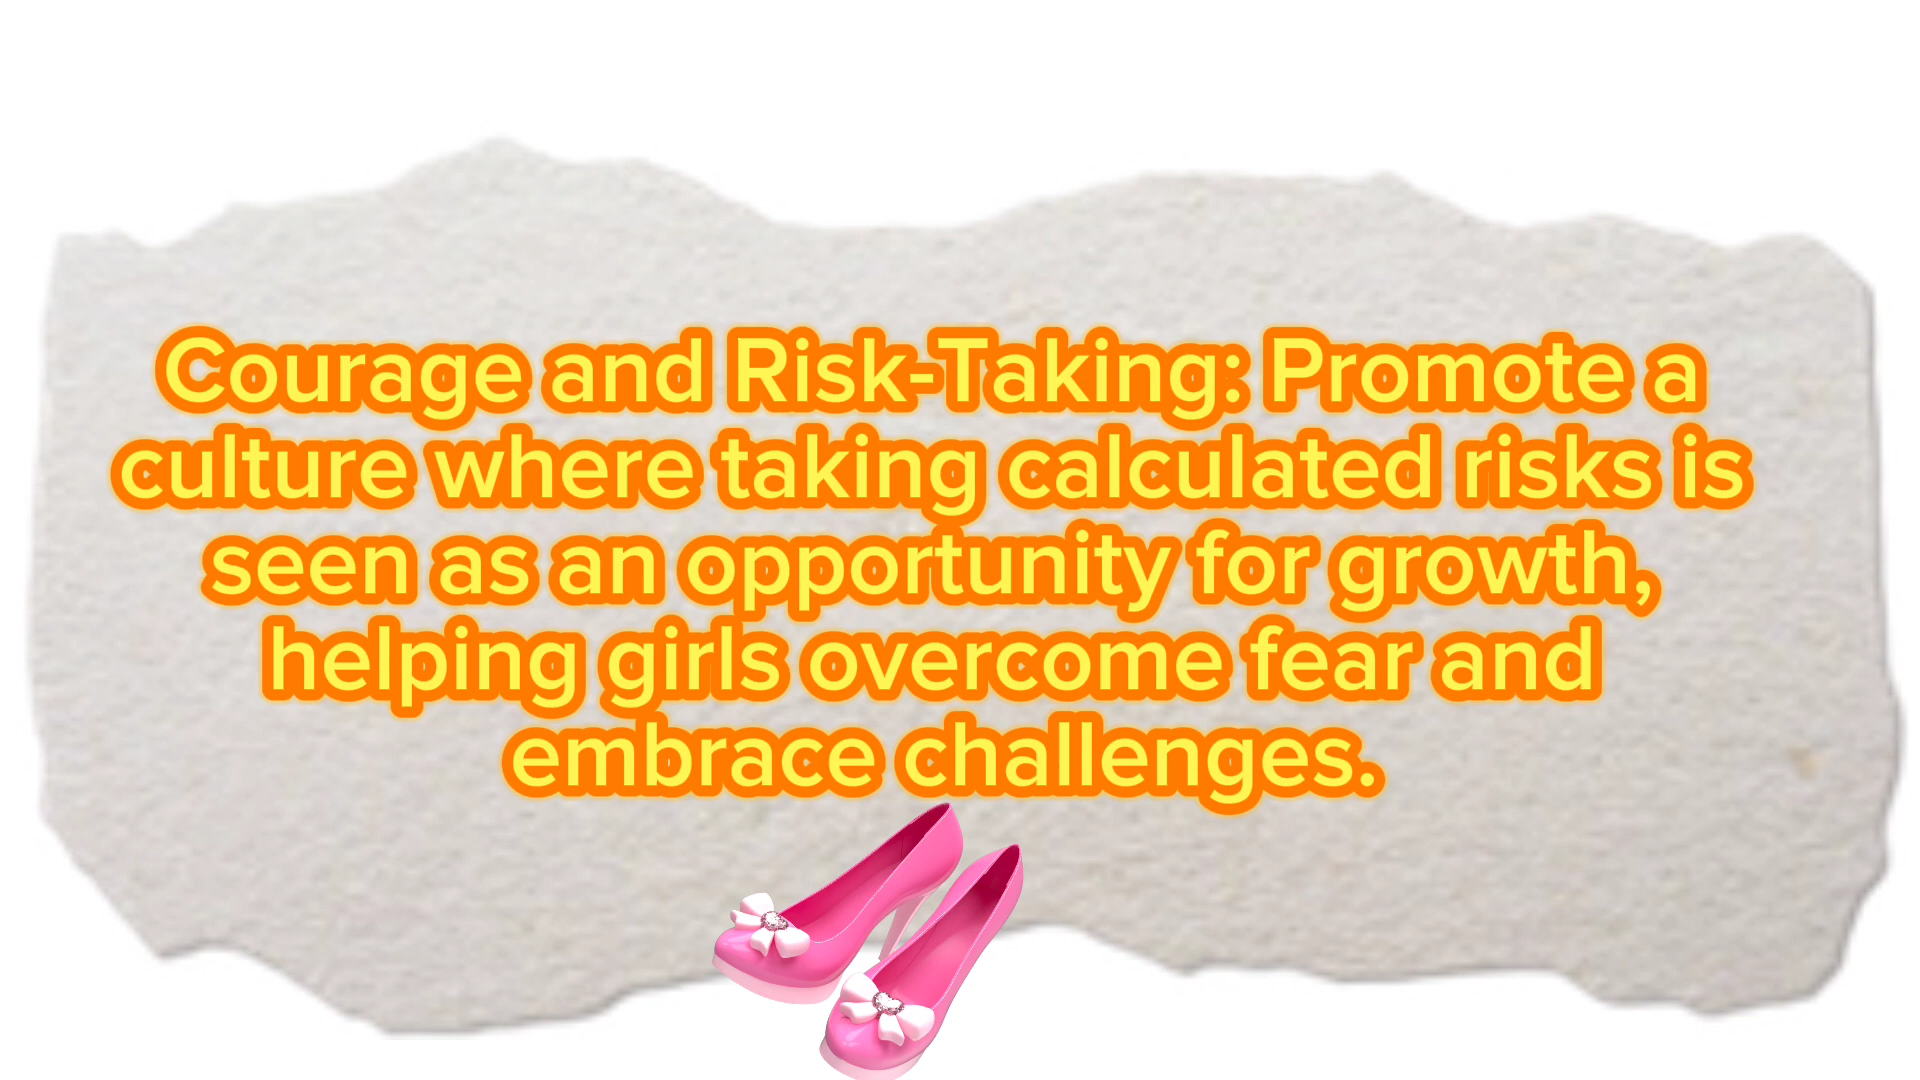 Courage and Risk-Taking: Promote a
culture where taking calculated risks is
seen as an opportunity for growth,
helping girls overcome fear and
embrace challenges.